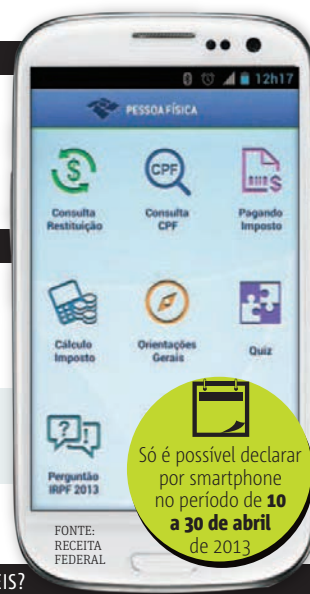 12h17
PESSOA FÍSICA
Consulta
Restituição
Consulta
CPF
Pagando
Imposto
CPF
Cálculo
Imposto
Orientações
Gerais
Quiz
Perguntão
IRPF 2013
Só é possível declarar
por smartphone
no período de 10
a 30 de abril
de 2013
FONTE:
RECEITA
FEDERAL
EIS?